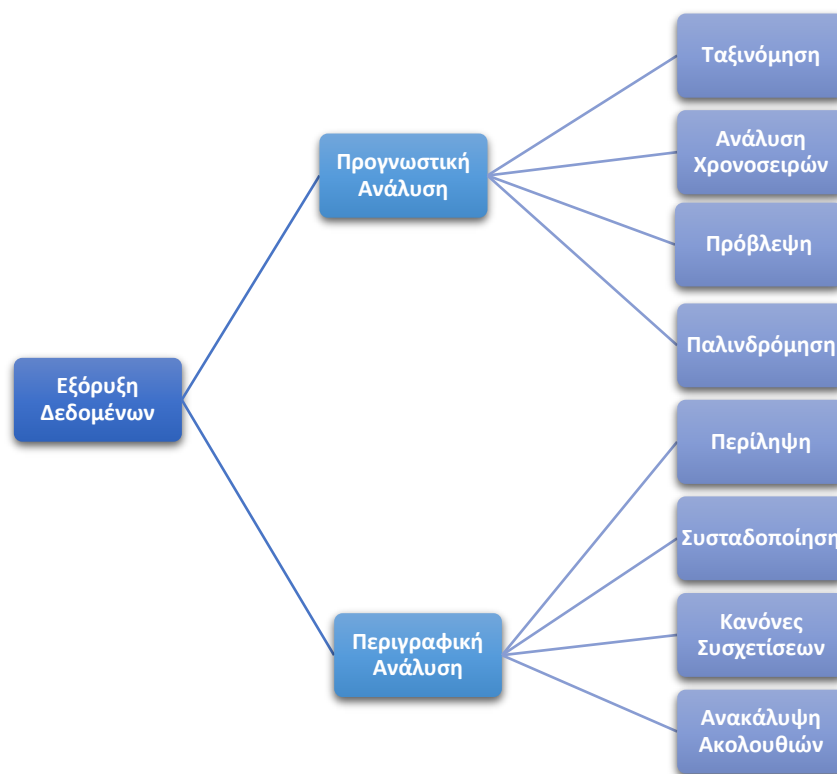 Ταξινόμηση
Προγνωστική
Ανάλυση
Ανάλυση
Χρονοσειρών
Πρόβλεψη
Παλινδρόμηση
Εξόρυξη
Δεδομένων
Περίληψη
Συσταδοποίηση
Περιγραφική
Ανάλυση
Κανόνες
Συσχετίσεων
Ανακάλυψη
Ακολουθιών